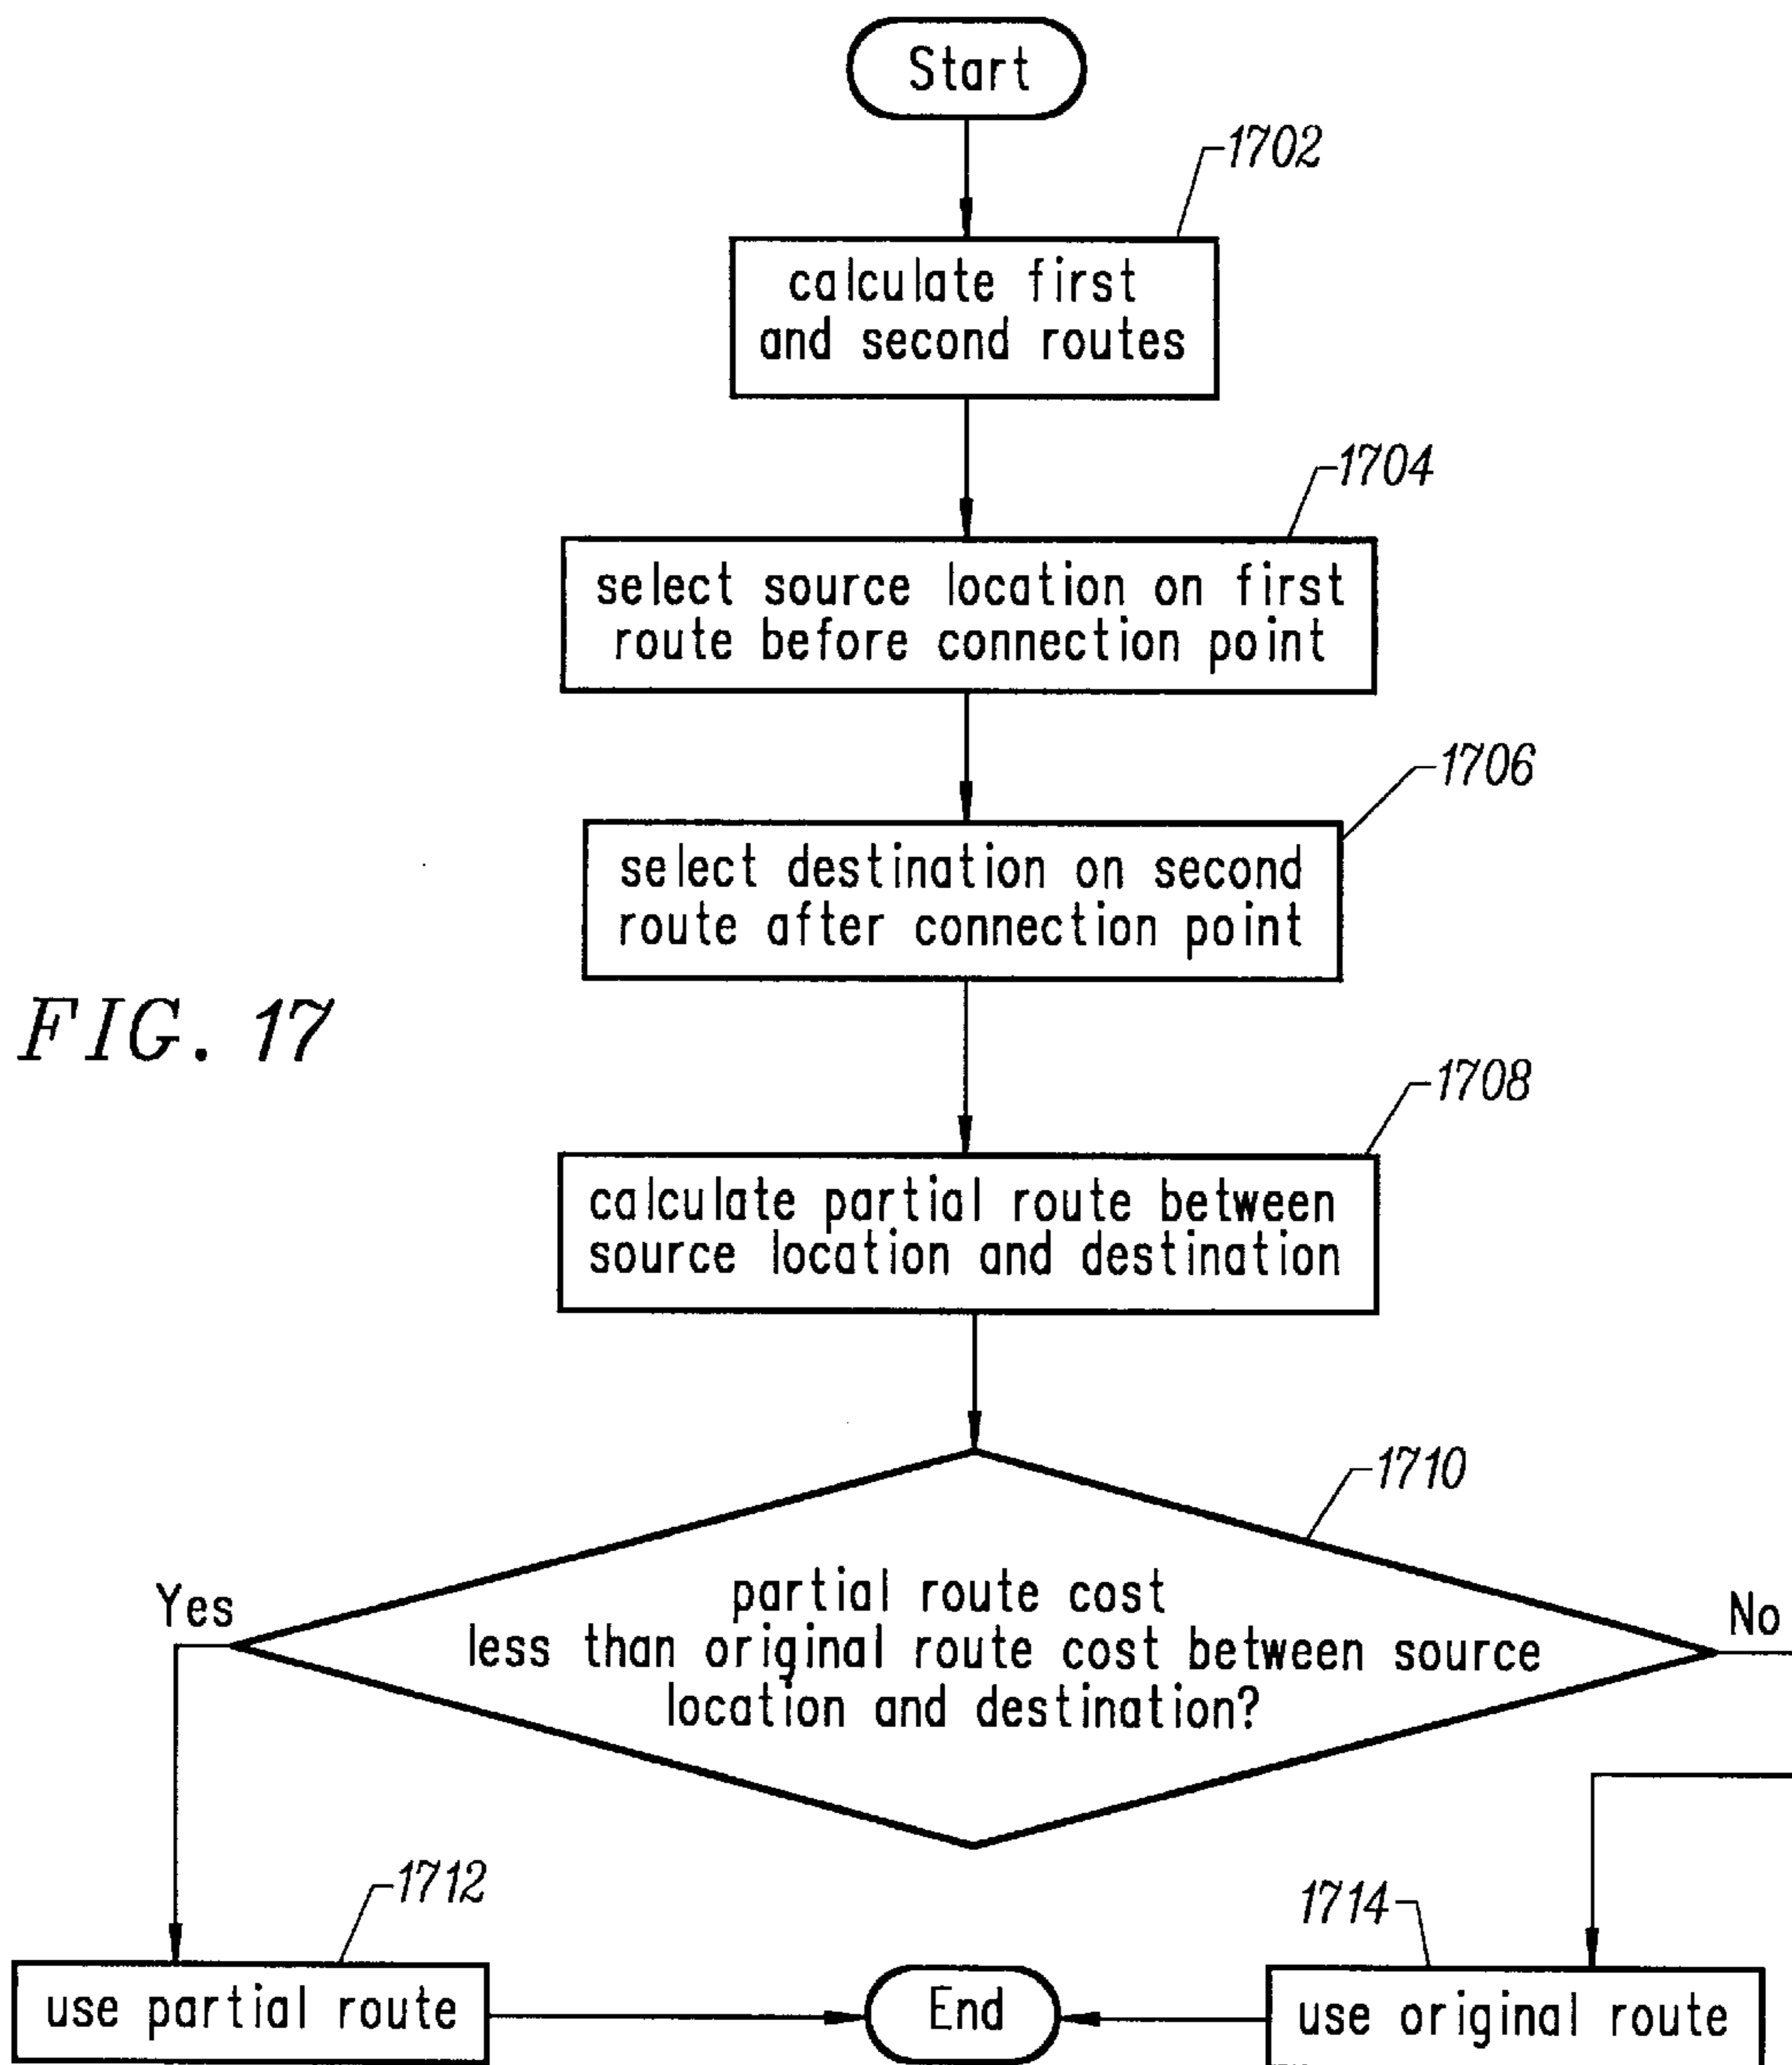 Start
1702
calculate first
and second routes
1704
select source location on first
route before connection point
1706
select destination on second
route after connection point
FIG. 17
1708
calculate partial route between
source location and destination
1710
Yes
partial route cost
less than original route cost between source
location and destination?
No
1712
1714
use partial route
End
use original route